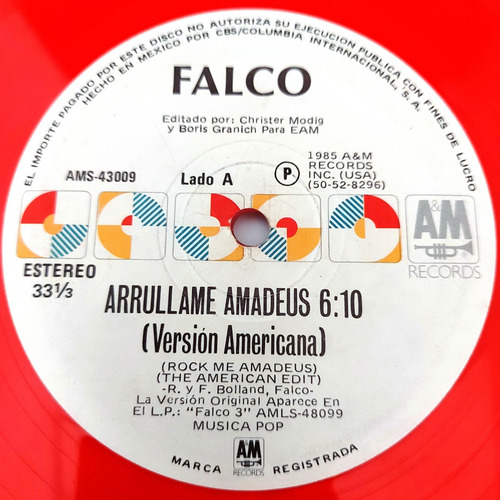 EL IMPORTE PAGADO POR ESTE DISCO NO AUTORIZA SU EJECUCION PUBLICA CON FINES DE LUCRO
HECHO EN MEXICO POR CBS/COLUMBIA INTERNACIONAL, S.A.
FALCO
Editado por: Christer Modig
y Boris Granich Para EAM
AMS-43009
Lado A
P
1985 A&M
RECORDS
INC. (USA)
(50-52-8296)
A&M
RECORDS
ESTEREO
33⅓
ARRULLAME AMADEUS 6:10
(Versión Americana)
(ROCK ME AMADEUS)
(THE AMERICAN EDIT)
-R. y F. Bolland, Falco-
La Versión Original Aparece En
El L.P.: "Falco 3" AMLS-48099
MUSICA POP
A&M
RECORDS
MARCA REGISTRADA